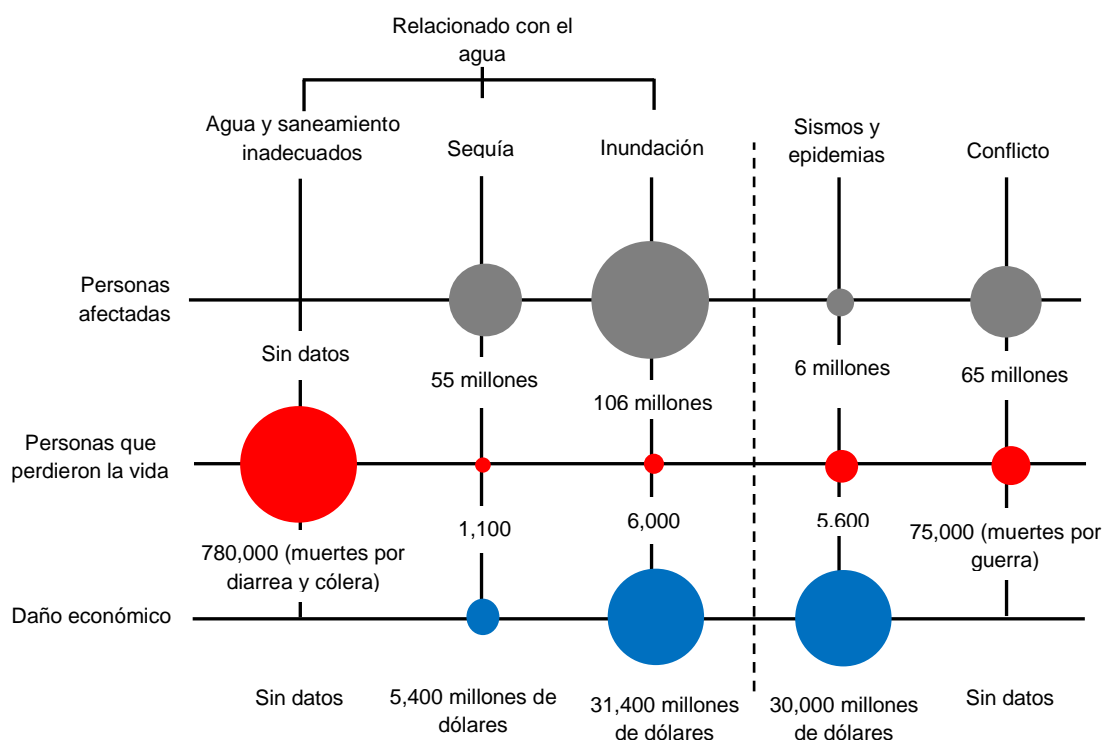 Relacionado con el
agua
Agua y saneamiento
inadecuados
Sequía
Inundación
Sismos y
epidemias
Conflicto
Personas
afectadas
Sin datos
55 millones
106 millones
6 millones
65 millones
Personas que
perdieron la vida
780,000 (muertes por
diarrea y cólera)
1,100
6,000
5,600
75,000 (muertes por
guerra)
Daño económico
Sin datos
5,400 millones de
dólares
31,400 millones
de dólares
30,000 millones
de dólares
Sin datos